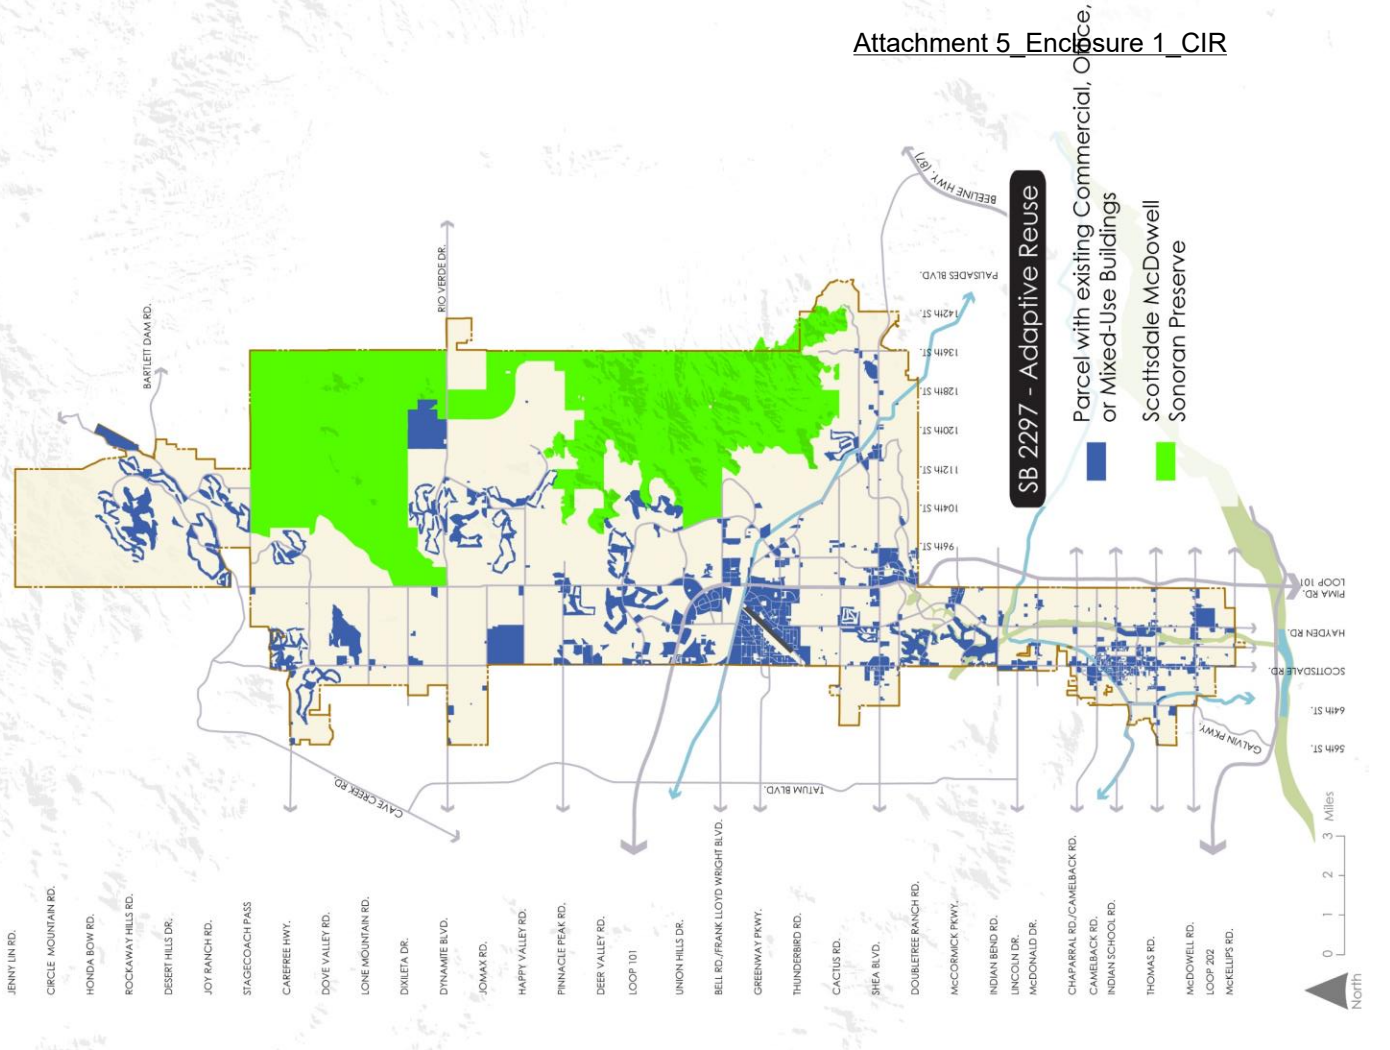 Attachment 5_Enclosure 1_CIR
SB 2297 - Adaptive Reuse
Parcel with existing Commercial, Office,
or Mixed-Use Buildings
Scottsdale McDowell
Sonoran Preserve
JENNY LIN RD.
CIRCLE MOUNTAIN RD.
HONDA BOW RD.
ROCKAWAY HILLS RD.
DESERT HILLS DR.
JOY RANCH RD.
STAGECOACH PASS
CAREFREE HWY.
DOVE VALLEY RD.
LONE MOUNTAIN RD.
DIXILETA DR.
DYNAMITE BLVD.
JOMAX RD.
HAPPY VALLEY RD.
PINNACLE PEAK RD.
DEER VALLEY RD.
LOOP 101
UNION HILLS DR.
BELL RD./FRANK LLOYD WRIGHT BLVD.
GREENWAY PKWY.
THUNDERBIRD RD.
CACTUS RD.
SHEA BLVD.
DOUBLETREE RANCH RD.
McCORMICK PKWY.
INDIAN BEND RD.
LINCOLN DR.
McDONALD DR.
CHAPARRAL RD./CAMELBACK RD.
CAMELBACK RD.
INDIAN SCHOOL RD.
THOMAS RD.
McDOWELL RD.
LOOP 202
McKELLIPS RD.
BARTLETT DAM RD.
RIO VERDE DR.
BEELINE HWY. (87)
PALISADES BLVD.
142th ST.
136th ST.
128th ST.
120th ST.
112th ST.
104th ST.
96th ST.
LOOP 101
PIMA RD.
HAYDEN RD.
SCOTTSDALE RD.
64th ST.
56th ST.
GALVIN PKWY.
CAVE CREEK RD.
TATUM BLVD.
0 1 2 3 Miles
North